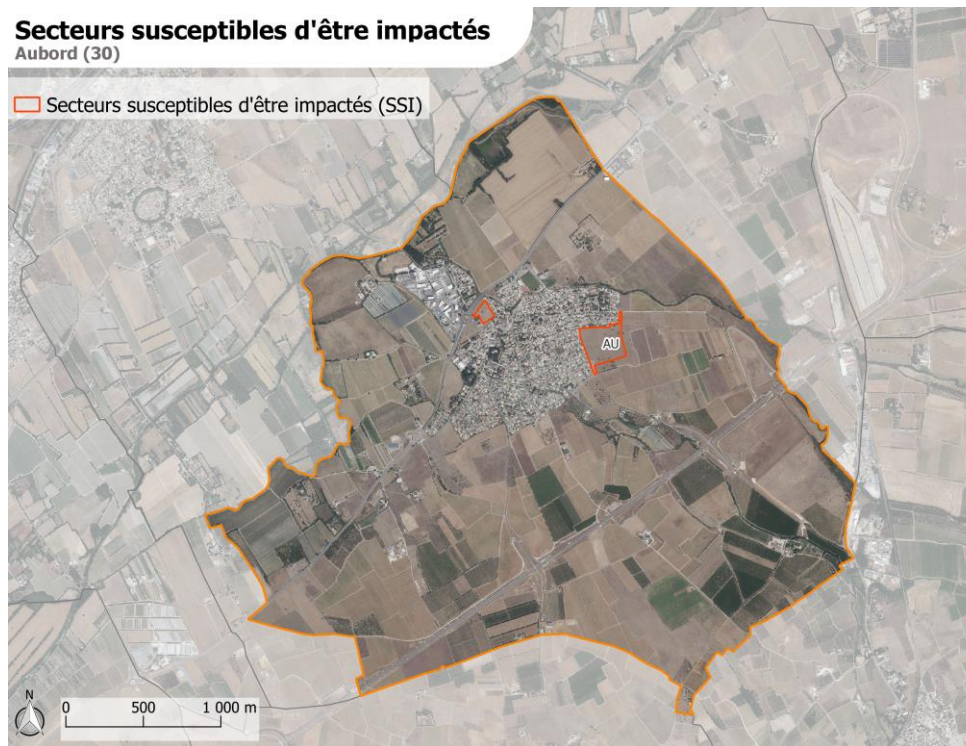 Secteurs susceptibles d'être impactés
Aubord (30)
Secteurs susceptibles d'être impactés (SSI)
AU
N
0 500 1 000 m